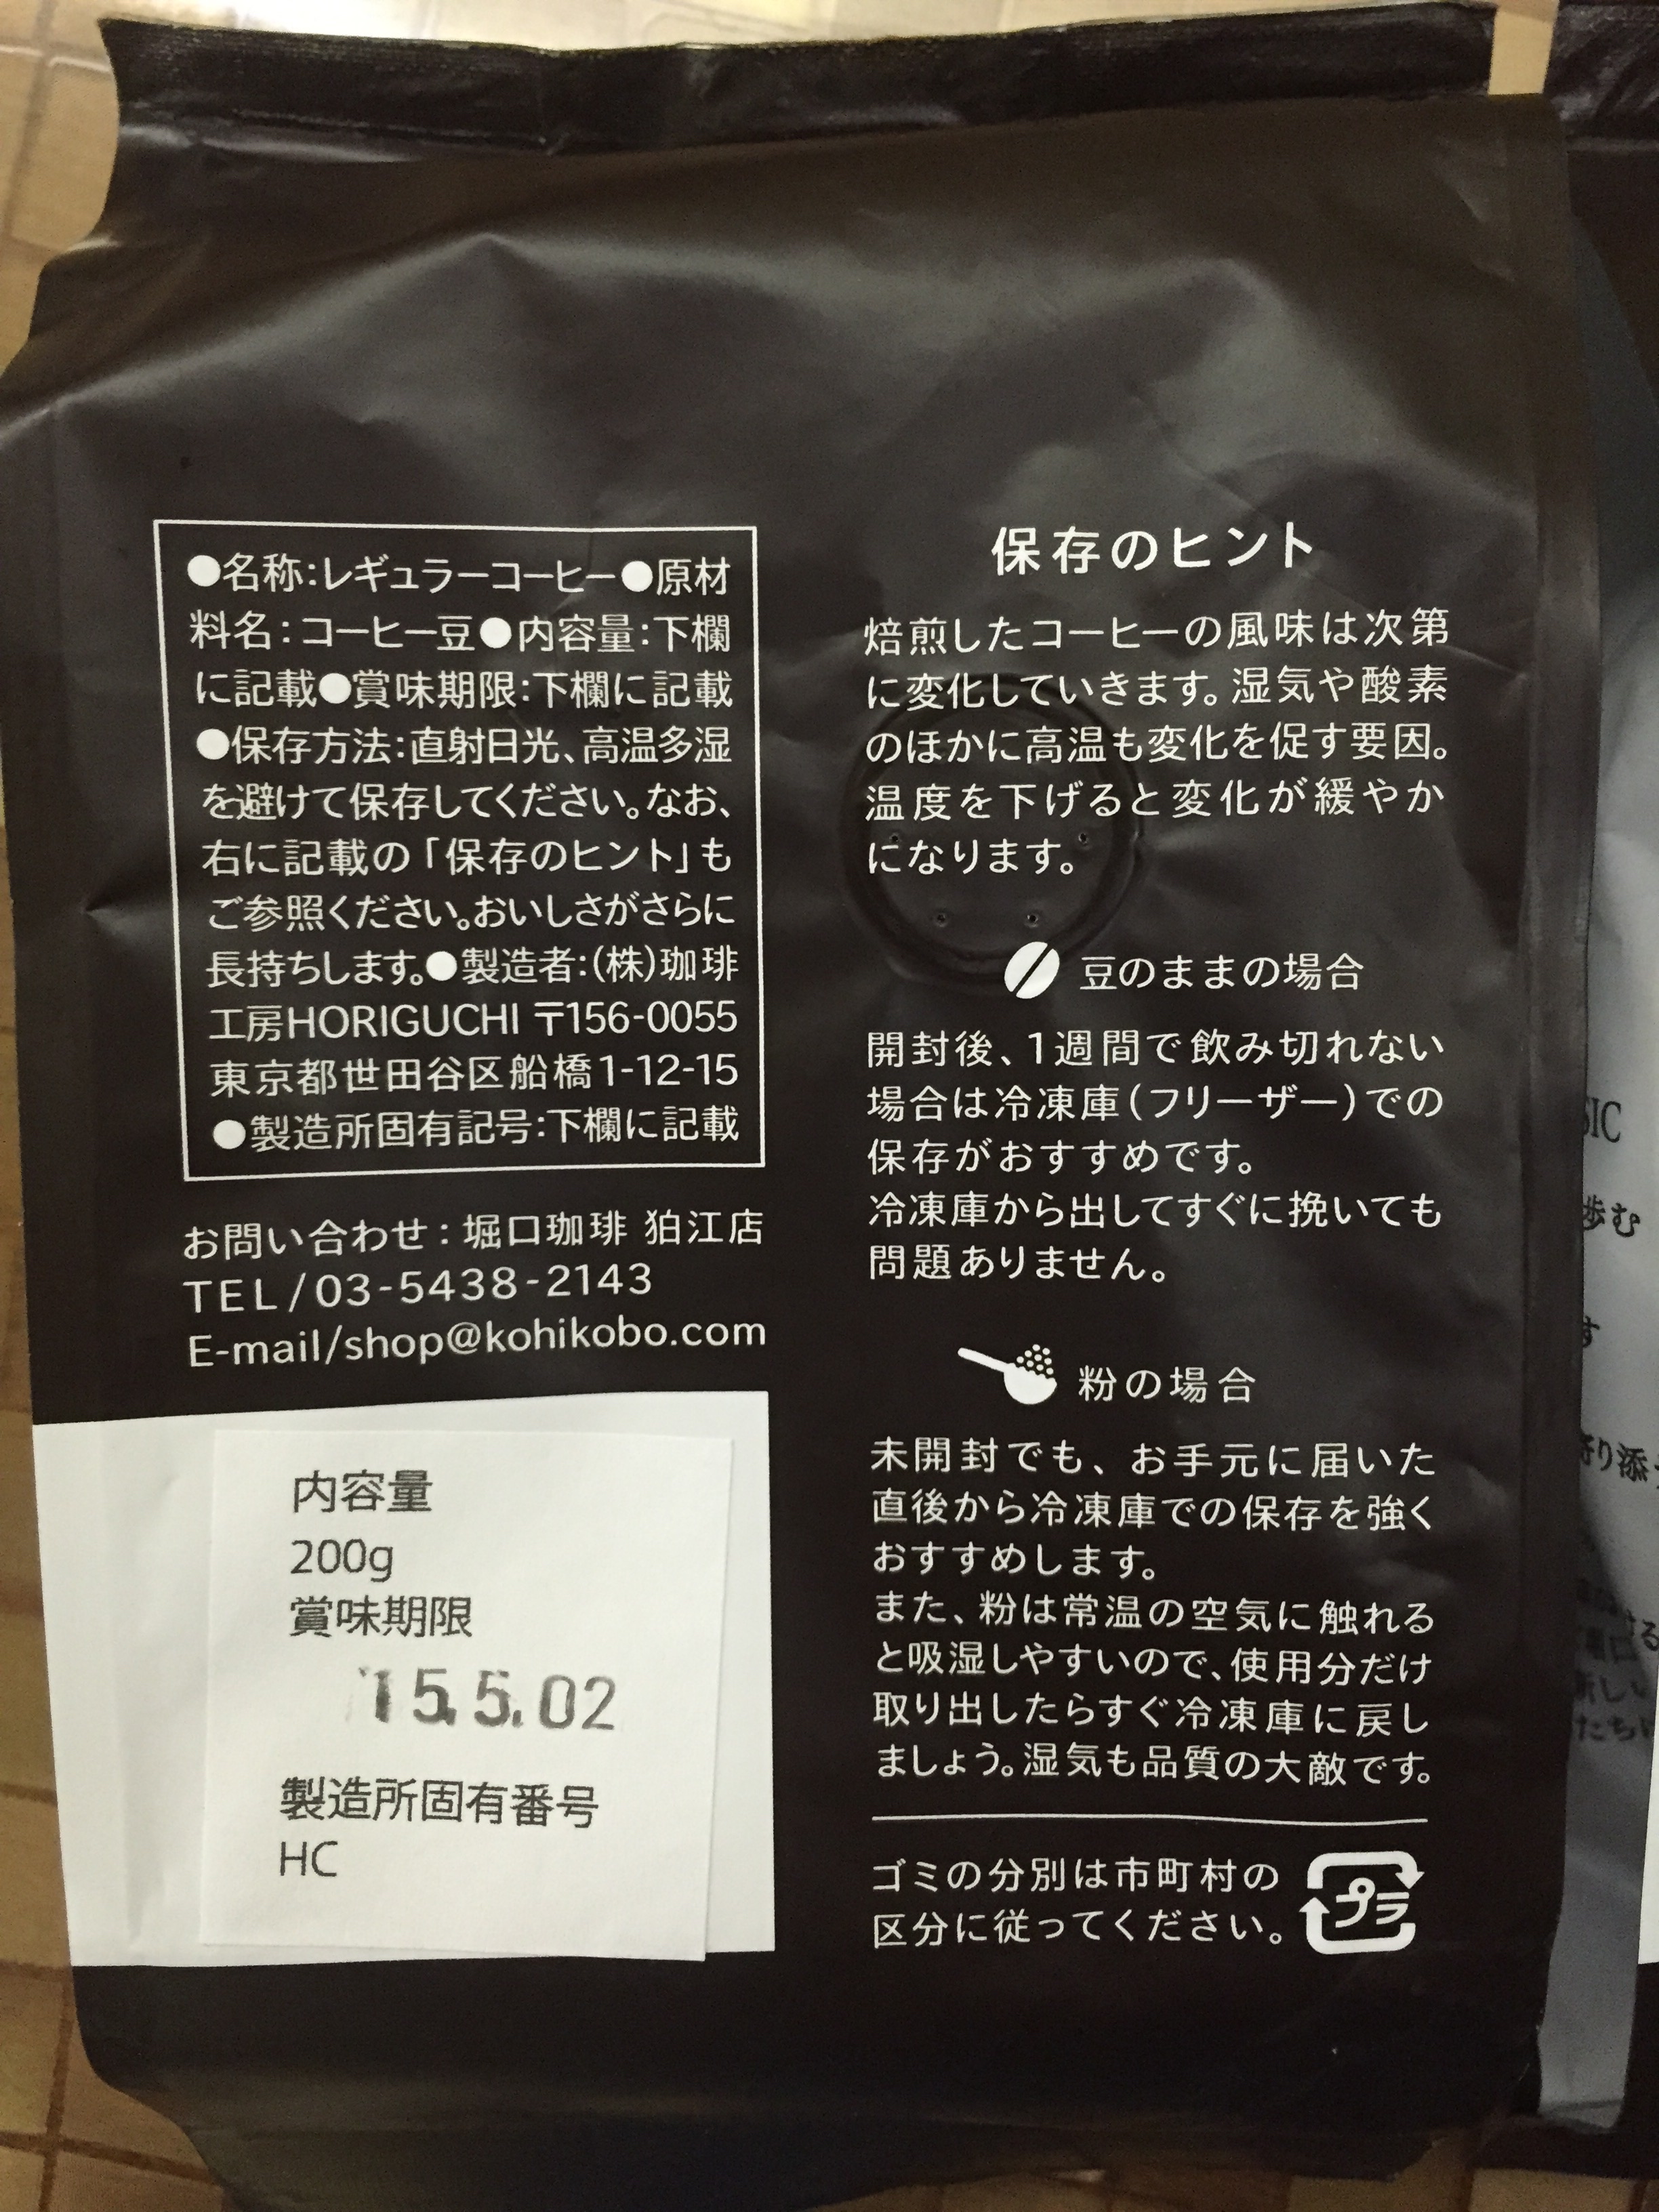 ●名称：レギュラーコーヒー●原材
料名：コーヒー豆●内容量：下欄
に記載●賞味期限：下欄に記載
●保存方法：直射日光、高温多湿
を避けて保存してください。なお、
右に記載の「保存のヒント」も
ご参照ください。おいしさがさらに
長持ちします。●製造者：(株)珈琲
工房HORIGUCHI 〒156-0055
東京都世田谷区船橋1-12-15
●製造所固有記号：下欄に記載
お問い合わせ：堀口珈琲 狛江店
TEL/03-5438-2143
E-mail/shop@kohikobo.com
内容量
200g
賞味期限
'15.5.02
製造所固有番号
HC
保存のヒント
焙煎したコーヒーの風味は次第
に変化していきます。湿気や酸素
のほかに高温も変化を促す要因。
温度を下げると変化が緩やか
になります。
豆のままの場合
開封後、1週間で飲み切れない
場合は冷凍庫(フリーザー)での
保存がおすすめです。
冷凍庫から出してすぐに挽いても
問題ありません。
粉の場合
未開封でも、お手元に届いた
直後から冷凍庫での保存を強く
おすすめします。
また、粉は常温の空気に触れる
と吸湿しやすいので、使用分だけ
取り出したらすぐ冷凍庫に戻し
ましょう。湿気も品質の大敵です。
ゴミの分別は市町村の
区分に従ってください。
プラ